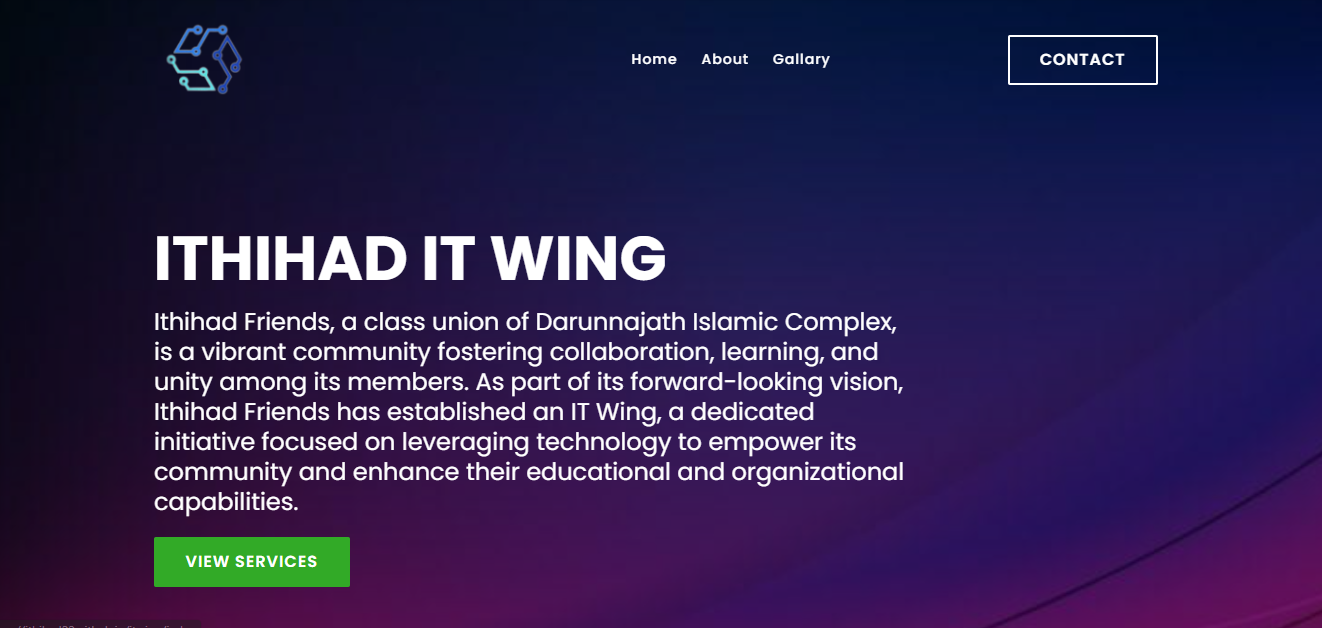 Home About Gallary CONTACT
ITHIHAD IT WING
Ithihad Friends, a class union of Darunnajath Islamic Complex,
is a vibrant community fostering collaboration, learning, and
unity among its members. As part of its forward-looking vision,
Ithihad Friends has established an IT Wing, a dedicated
initiative focused on leveraging technology to empower its
community and enhance their educational and organizational
capabilities.
VIEW SERVICES